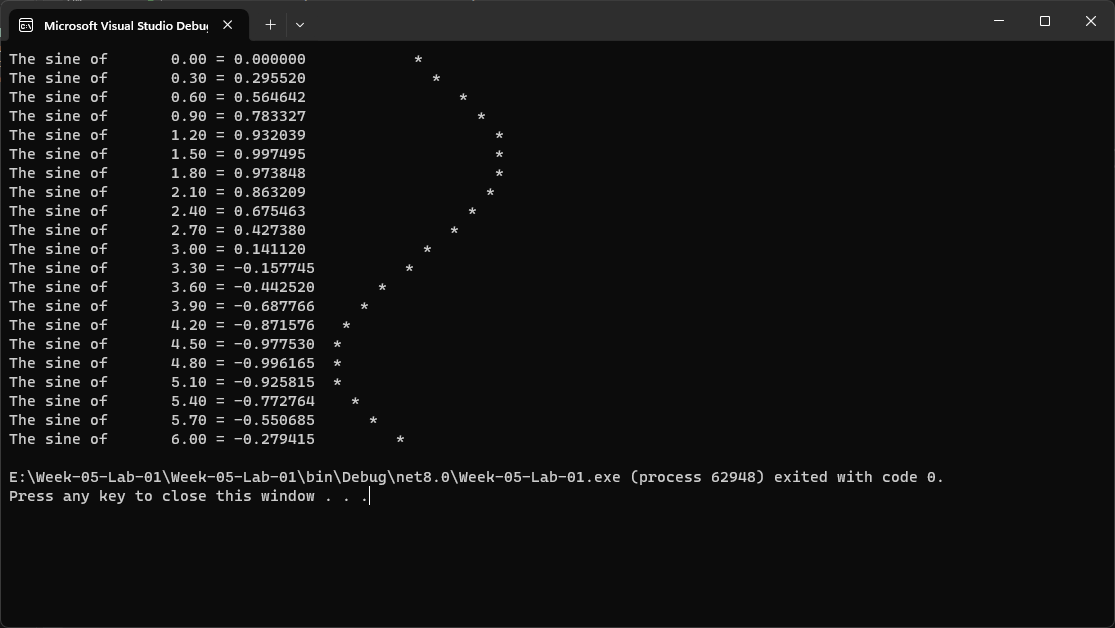 Microsoft Visual Studio Debug
The sine of       0.00 = 0.000000            *
The sine of       0.30 = 0.295520              *
The sine of       0.60 = 0.564642                 *
The sine of       0.90 = 0.783327                   *
The sine of       1.20 = 0.932039                     *
The sine of       1.50 = 0.997495                     *
The sine of       1.80 = 0.973848                     *
The sine of       2.10 = 0.863209                    *
The sine of       2.40 = 0.675463                  *
The sine of       2.70 = 0.427380                *
The sine of       3.00 = 0.141120             *
The sine of       3.30 = -0.157745          *
The sine of       3.60 = -0.442520       *
The sine of       3.90 = -0.687766     *
The sine of       4.20 = -0.871576   *
The sine of       4.50 = -0.977530  *
The sine of       4.80 = -0.996165  *
The sine of       5.10 = -0.925815  *
The sine of       5.40 = -0.772764    *
The sine of       5.70 = -0.550685      *
The sine of       6.00 = -0.279415         *
E:\Week-05-Lab-01\Week-05-Lab-01\bin\Debug\net8.0\Week-05-Lab-01.exe (process 62948) exited with code 0.
Press any key to close this window . . .